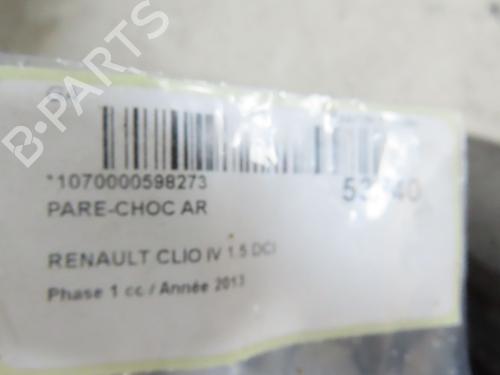 B-PARTS
*1070000598273
PARE-CHOC AR
RENAULT CLIO IV 1.5 DCI
Phase 1 cc / Année 2013